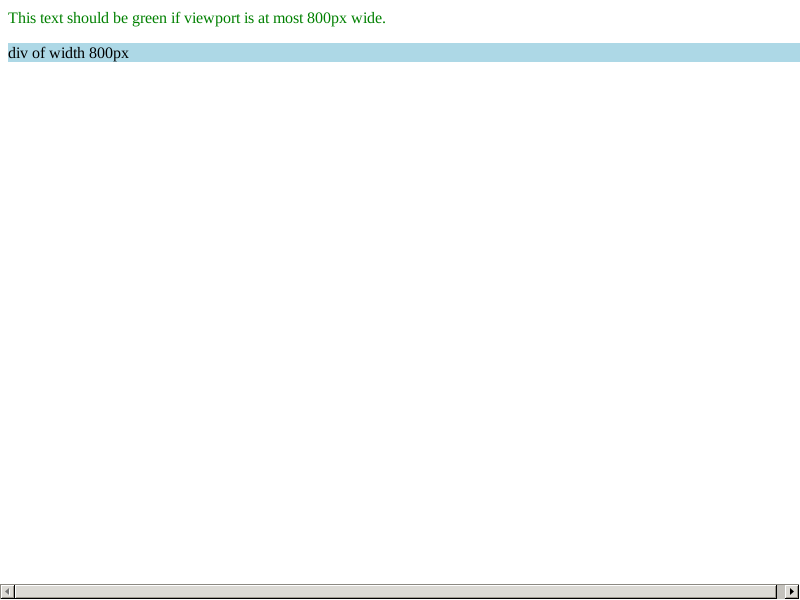 This text should be green if viewport is at most 800px wide.
div of width 800px